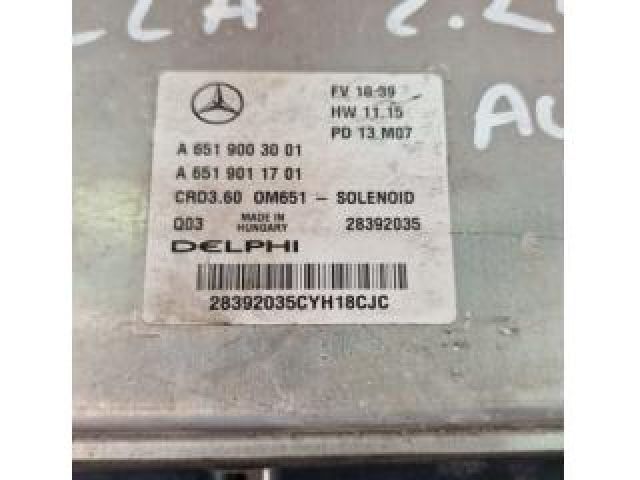 FV 16-39
HW 11.15
PD 13 M07
A 651 900 30 01
A 651 901 17 01
CRD3.60 OM651 - SOLENOID
Q03 MADE IN HUNGARY 28392035
DELPHI
28392035CYH18CJC